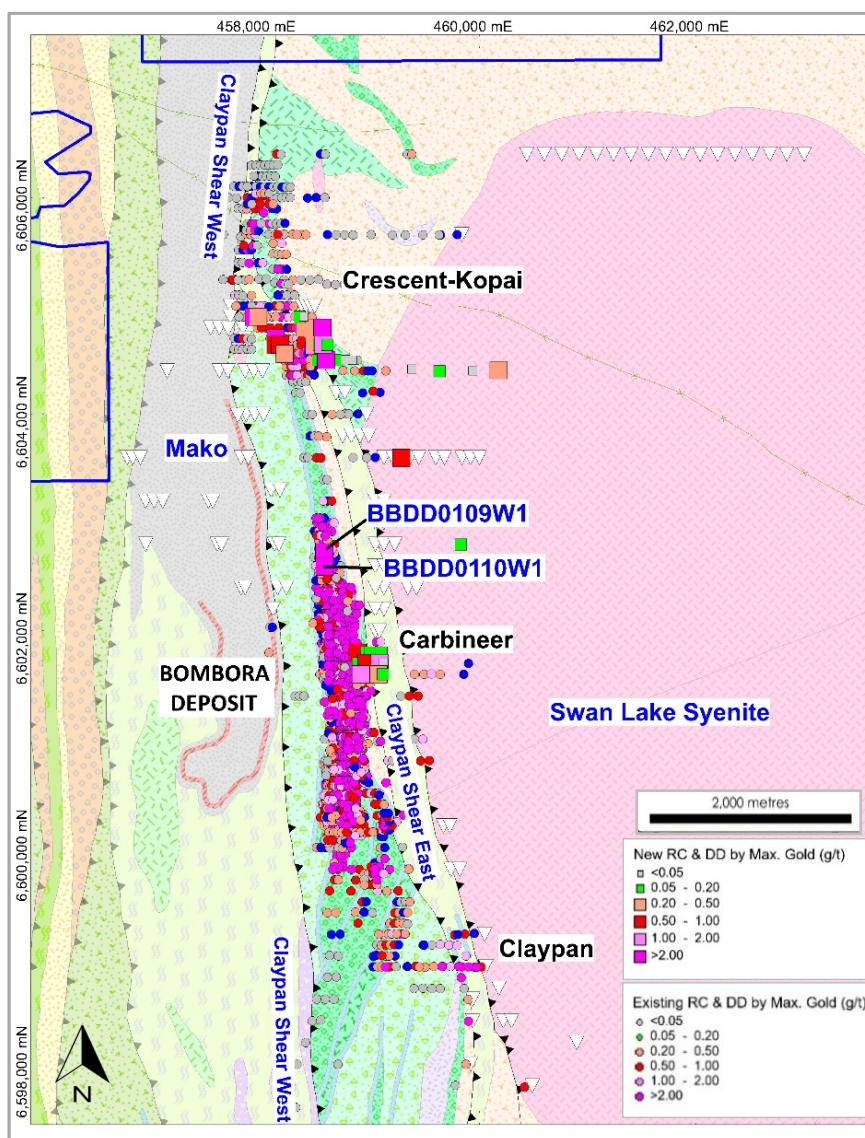 458,000 mE
460,000 mE
462,000 mE
Claypan Shear West
6,606,000 mN
Crescent-Kopai
6,604,000 mN
Mako
BBDD0109W1
BBDD0110W1
6,602,000 mN
Carbineer
BOMBORA
DEPOSIT
Swan Lake Syenite
Claypan Shear East
2,000 metres
New RC & DD by Max. Gold (g/t)
<0.05
0.05 - 0.20
0.20 - 0.50
0.50 - 1.00
1.00 - 2.00
>2.00
6,600,000 mN
Claypan
Claypan Shear West
Existing RC & DD by Max. Gold (g/t)
<0.05
0.05 - 0.20
0.20 - 0.50
0.50 - 1.00
1.00 - 2.00
>2.00
6,598,000 mN
N